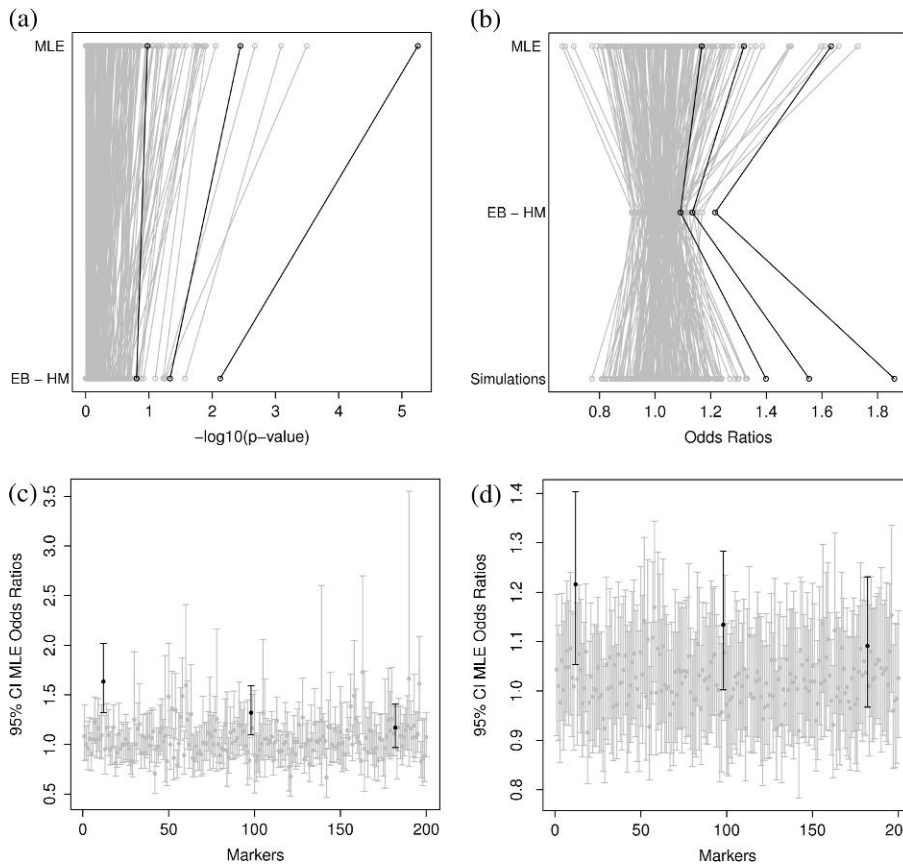 (a)
MLE
EB − HM
0 1 2 3 4 5
−log10(p−value)
(b)
MLE
EB − HM
Simulations
0.8 1.0 1.2 1.4 1.6 1.8
Odds Ratios
(c)
95% CI MLE Odds Ratios
3.5
3.0
2.5
2.0
1.5
1.0
0.5
0 50 100 150 200
Markers
(d)
95% CI MLE Odds Ratios
1.4
1.3
1.2
1.1
1.0
0.9
0.8
0 50 100 150 200
Markers